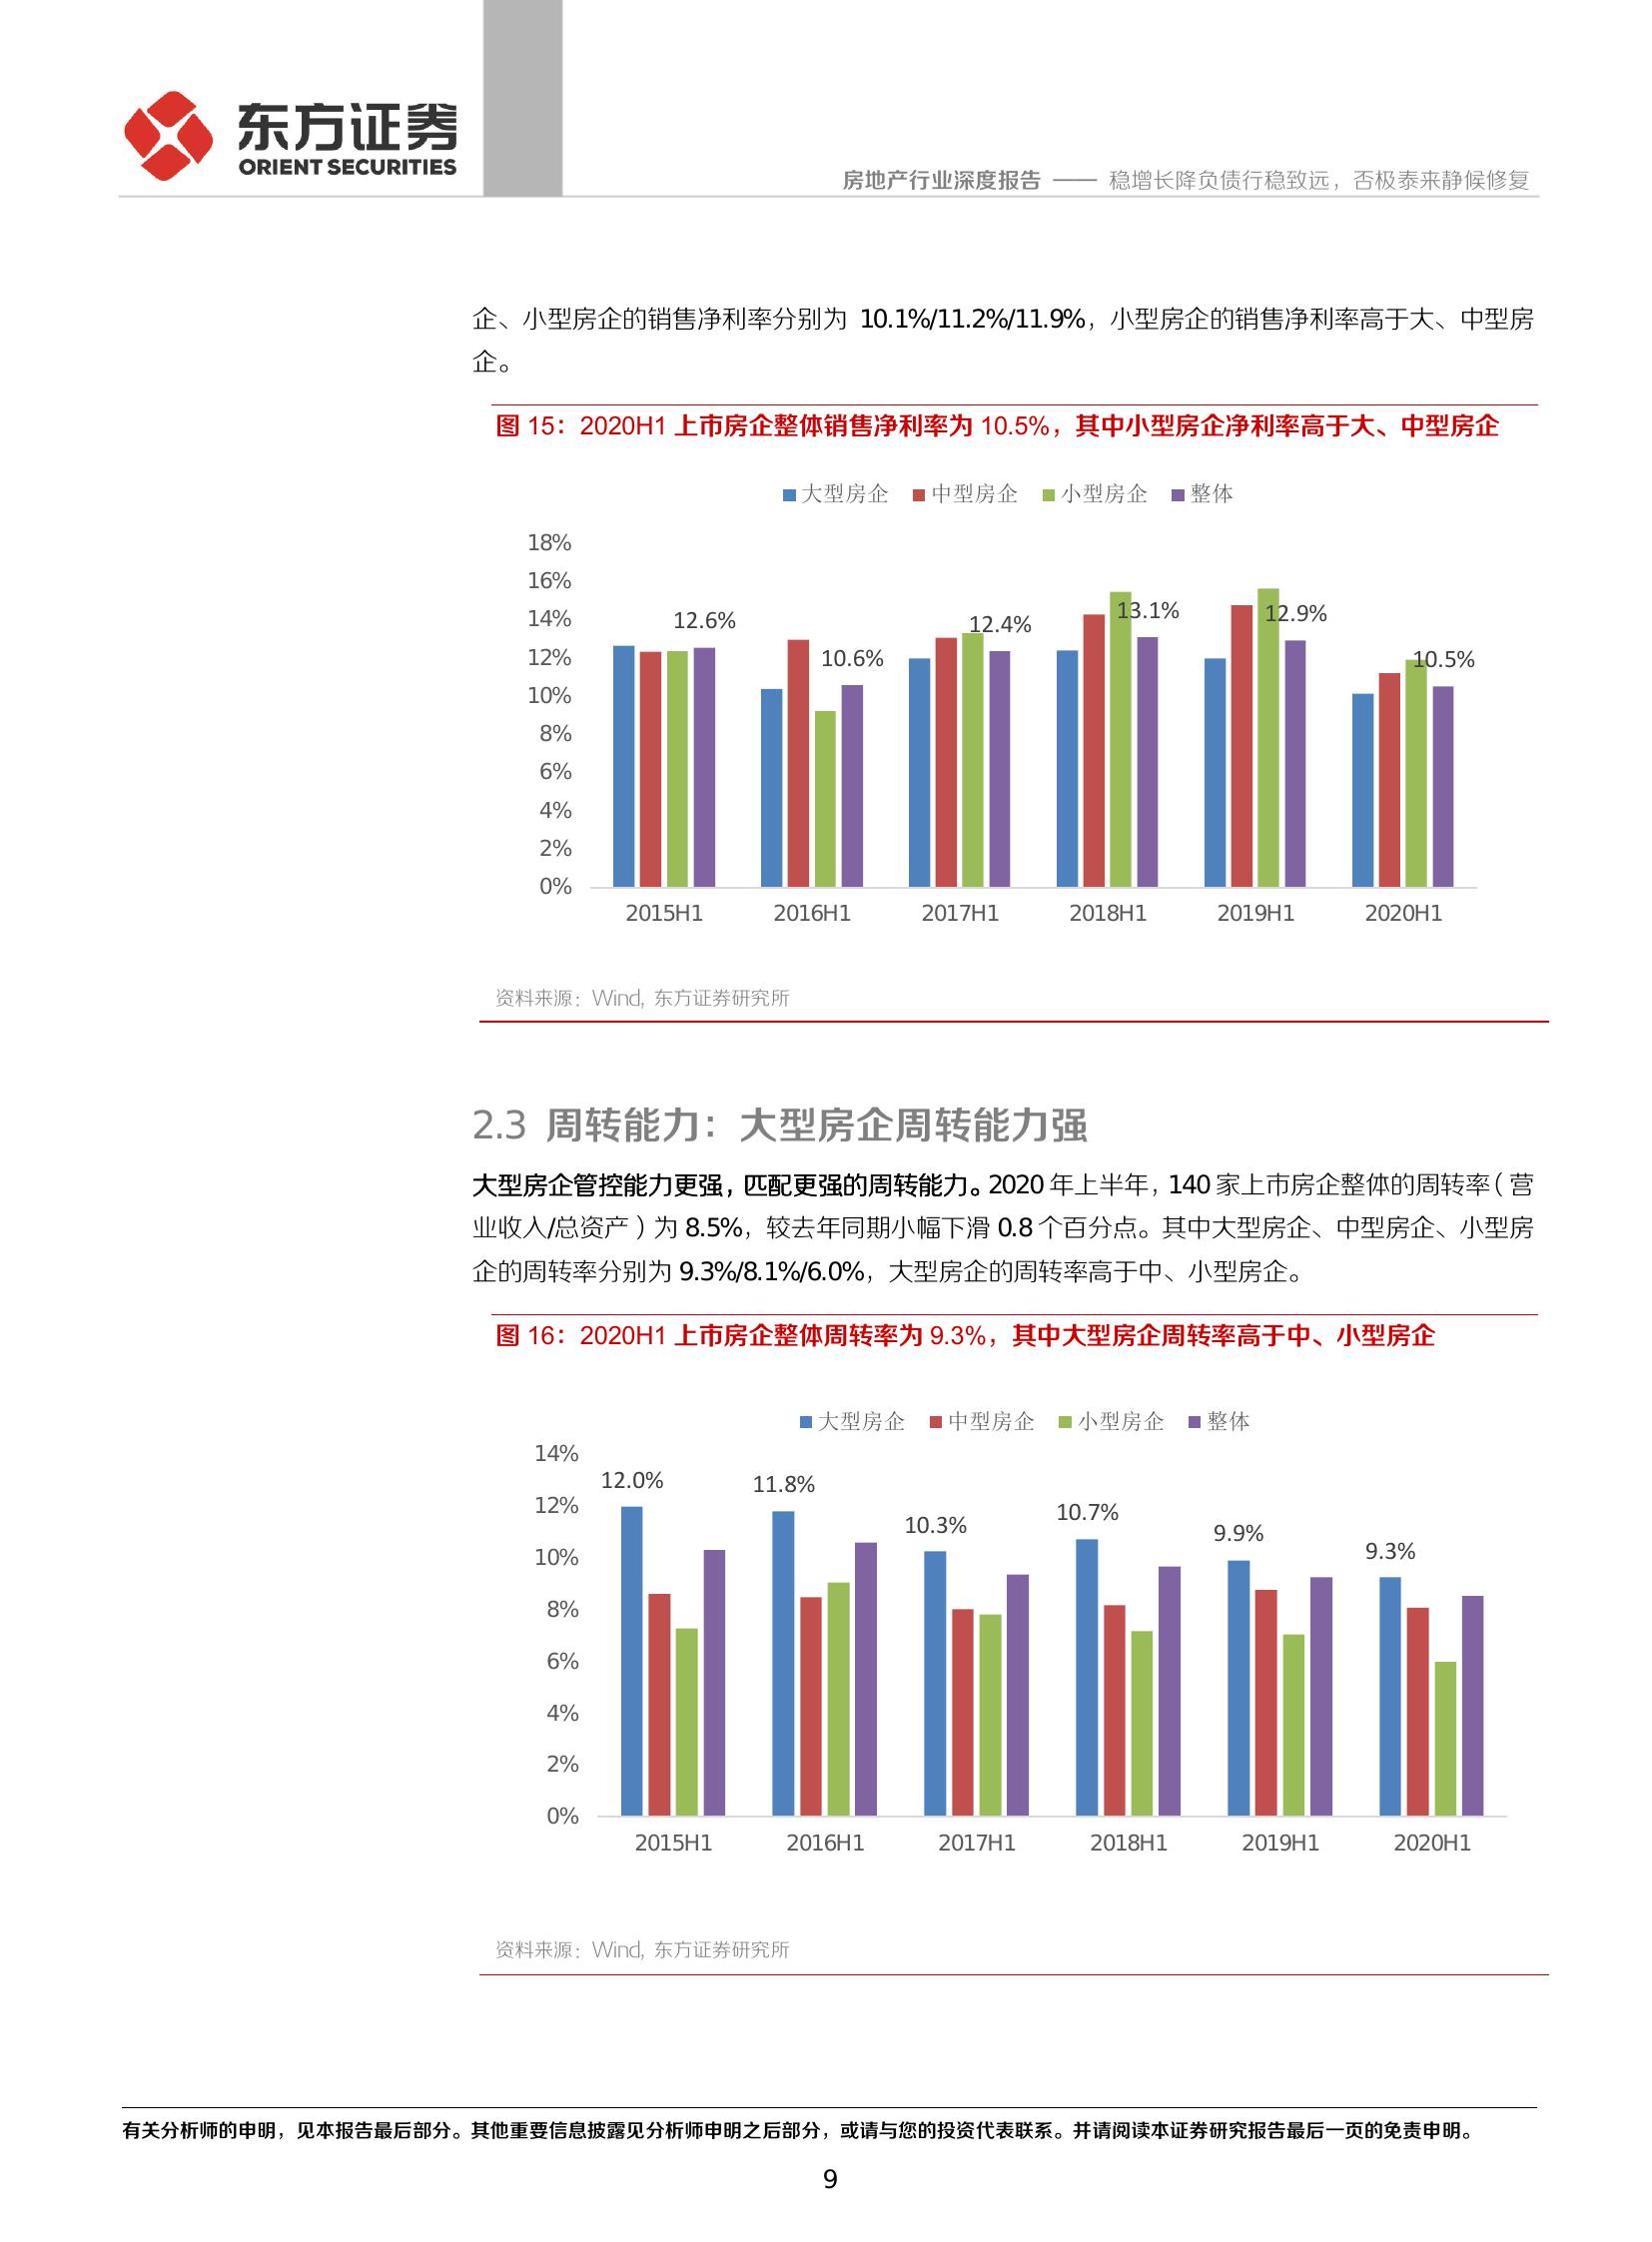 东方证券
ORIENT SECURITIES
房地产行业深度报告 —— 稳增长降负债行稳致远，否极泰来静候修复
企、小型房企的销售净利率分别为 10.1%/11.2%/11.9%，小型房企的销售净利率高于大、中型房
企。
图 15：2020H1 上市房企整体销售净利率为 10.5%，其中小型房企净利率高于大、中型房企
大型房企 中型房企 小型房企 整体
18%
16%
14%
12%
10%
8%
6%
4%
2%
0%
12.6%
10.6%
12.4%
13.1%
12.9%
10.5%
2015H1 2016H1 2017H1 2018H1 2019H1 2020H1
资料来源：Wind, 东方证券研究所
2.3 周转能力：大型房企周转能力强
大型房企管控能力更强，匹配更强的周转能力。2020 年上半年，140 家上市房企整体的周转率（营
业收入/总资产）为 8.5%，较去年同期小幅下滑 0.8 个百分点。其中大型房企、中型房企、小型房
企的周转率分别为 9.3%/8.1%/6.0%，大型房企的周转率高于中、小型房企。
图 16：2020H1 上市房企整体周转率为 9.3%，其中大型房企周转率高于中、小型房企
大型房企 中型房企 小型房企 整体
14%
12%
10%
8%
6%
4%
2%
0%
12.0%
11.8%
10.3%
10.7%
9.9%
9.3%
2015H1 2016H1 2017H1 2018H1 2019H1 2020H1
资料来源：Wind, 东方证券研究所
有关分析师的申明，见本报告最后部分。其他重要信息披露见分析师申明之后部分，或请与您的投资代表联系。并请阅读本证券研究报告最后一页的免责申明。
9